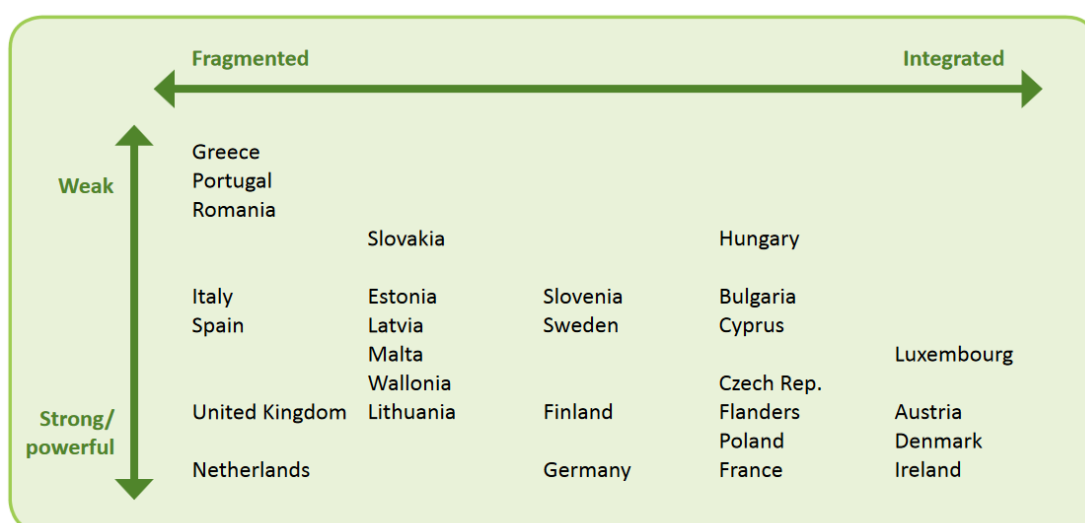 Fragmented Integrated
Greece
Weak Portugal
Romania
Slovakia Hungary
Italy Estonia Slovenia Bulgaria
Spain Latvia Sweden Cyprus
Malta Luxembourg
Wallonia Czech Rep.
Strong/ United Kingdom Lithuania Finland Flanders Austria
powerful Poland Denmark
Netherlands Germany France Ireland